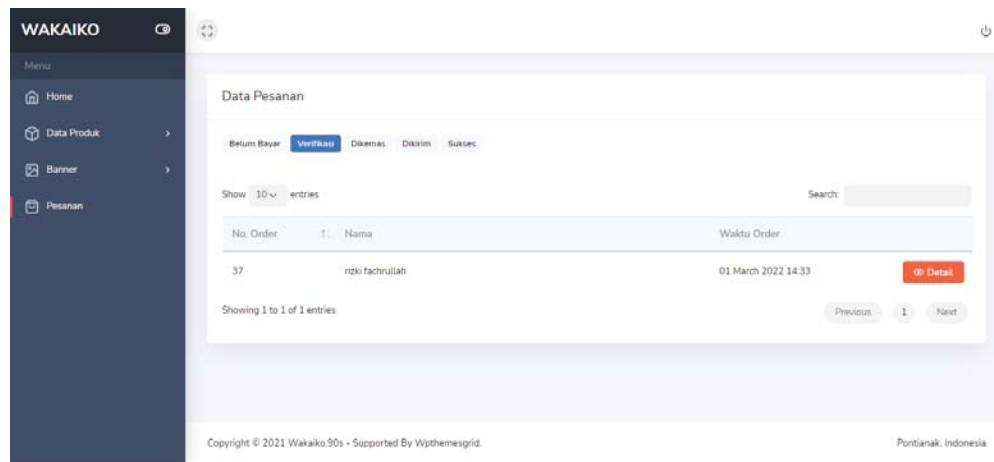 WAKAIKO
Menu
Home
Data Produk
Banner
Pesanan
Data Pesanan
Belum Bayar Verifikasi Dikemas Dikirim Sukses
Show 10 entries Search:
No. Order Nama Waktu Order
37 rizki fachrullah 01 March 2022 14:33 Detail
Showing 1 to 1 of 1 entries Previous 1 Next
Copyright © 2021 Wakaiko.90s - Supported By Wpthemesgrid. Pontianak, Indonesia